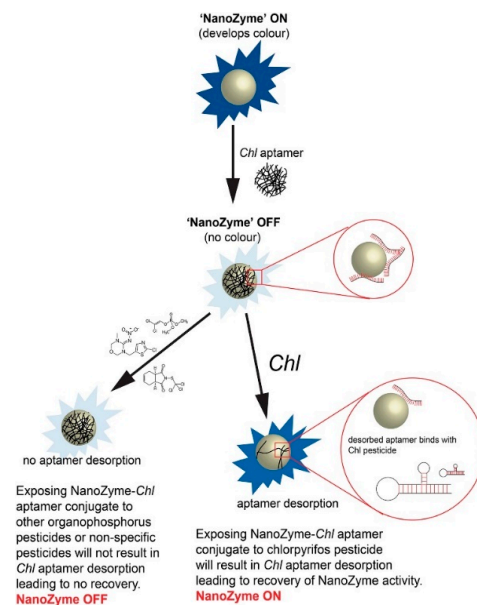 'NanoZyme' ON
(develops colour)
Chl aptamer
'NanoZyme' OFF
(no colour)
Chl
no aptamer desorption
Exposing NanoZyme-Chl
aptamer conjugate to
other organophosphorus
pesticides or non-specific
pesticides will not result in
Chl aptamer desorption
leading to no recovery.
NanoZyme OFF
aptamer desorption
Exposing NanoZyme-Chl aptamer
conjugate to chlorpyrifos pesticide
will result in Chl aptamer desorption
leading to recovery of NanoZyme activity.
NanoZyme ON
desorbed aptamer binds with
Chl pesticide